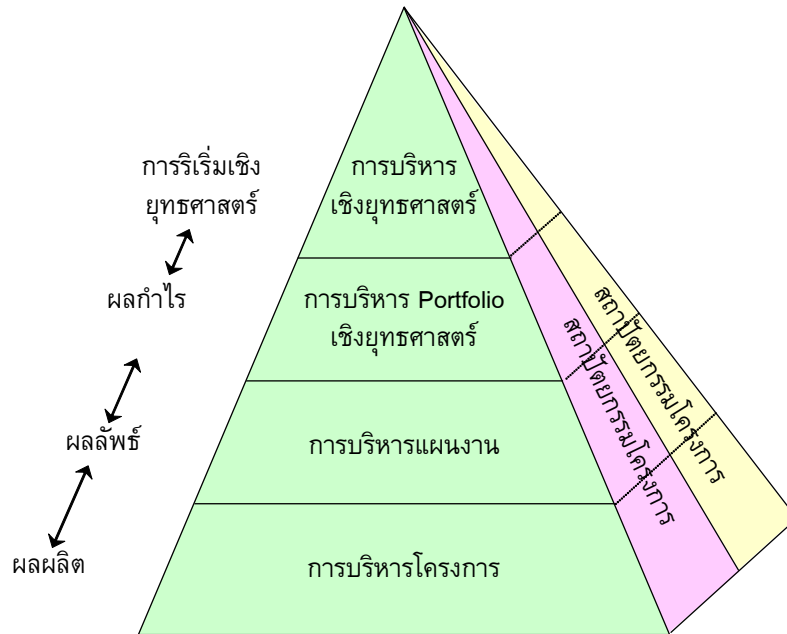 การริเริ่มเชิง
ยุทธศาสตร์
การบริหาร
เชิงยุทธศาสตร์
ผลกำไร
การบริหาร Portfolio
เชิงยุทธศาสตร์
ผลลัพธ์
การบริหารแผนงาน
ผลผลิต
การบริหารโครงการ
สถาปัตยกรรมโครงการ
สถาปัตยกรรมโครงการ